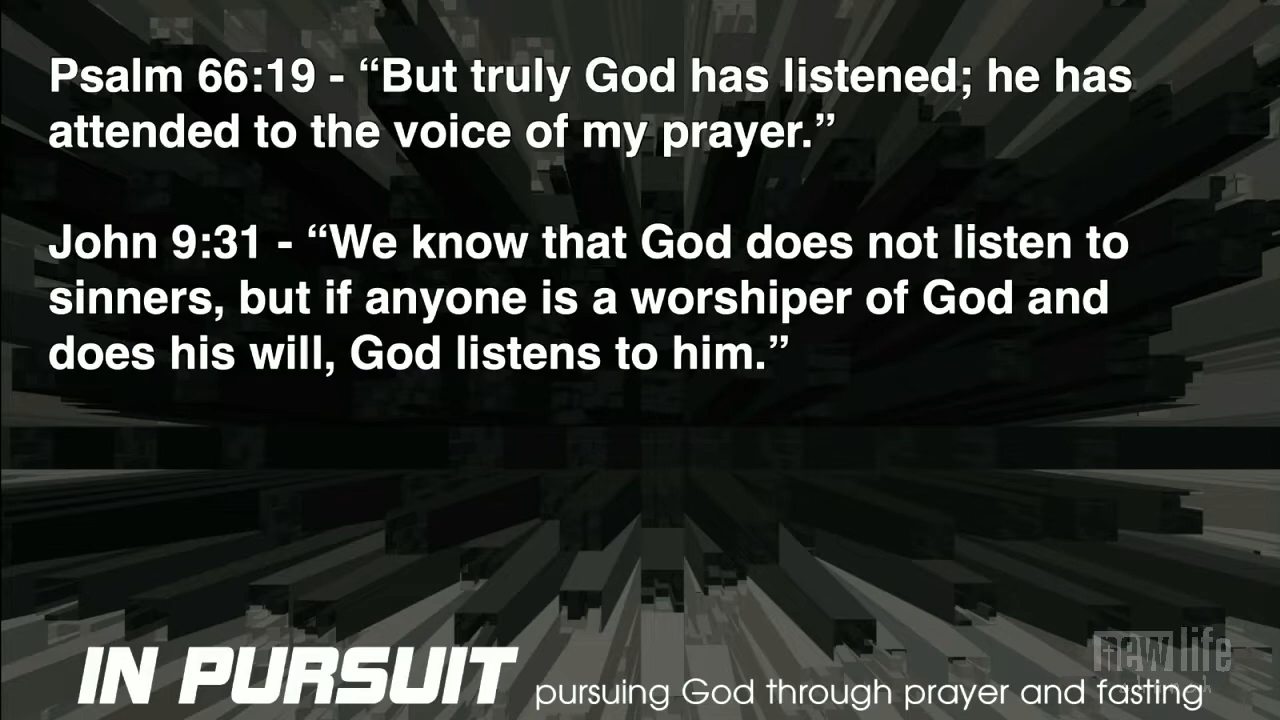 Psalm 66:19 - “But truly God has listened; he has
attended to the voice of my prayer.”
John 9:31 - “We know that God does not listen to
sinners, but if anyone is a worshiper of God and
does his will, God listens to him.”
IN PURSUIT pursuing God through prayer and fasting
new life